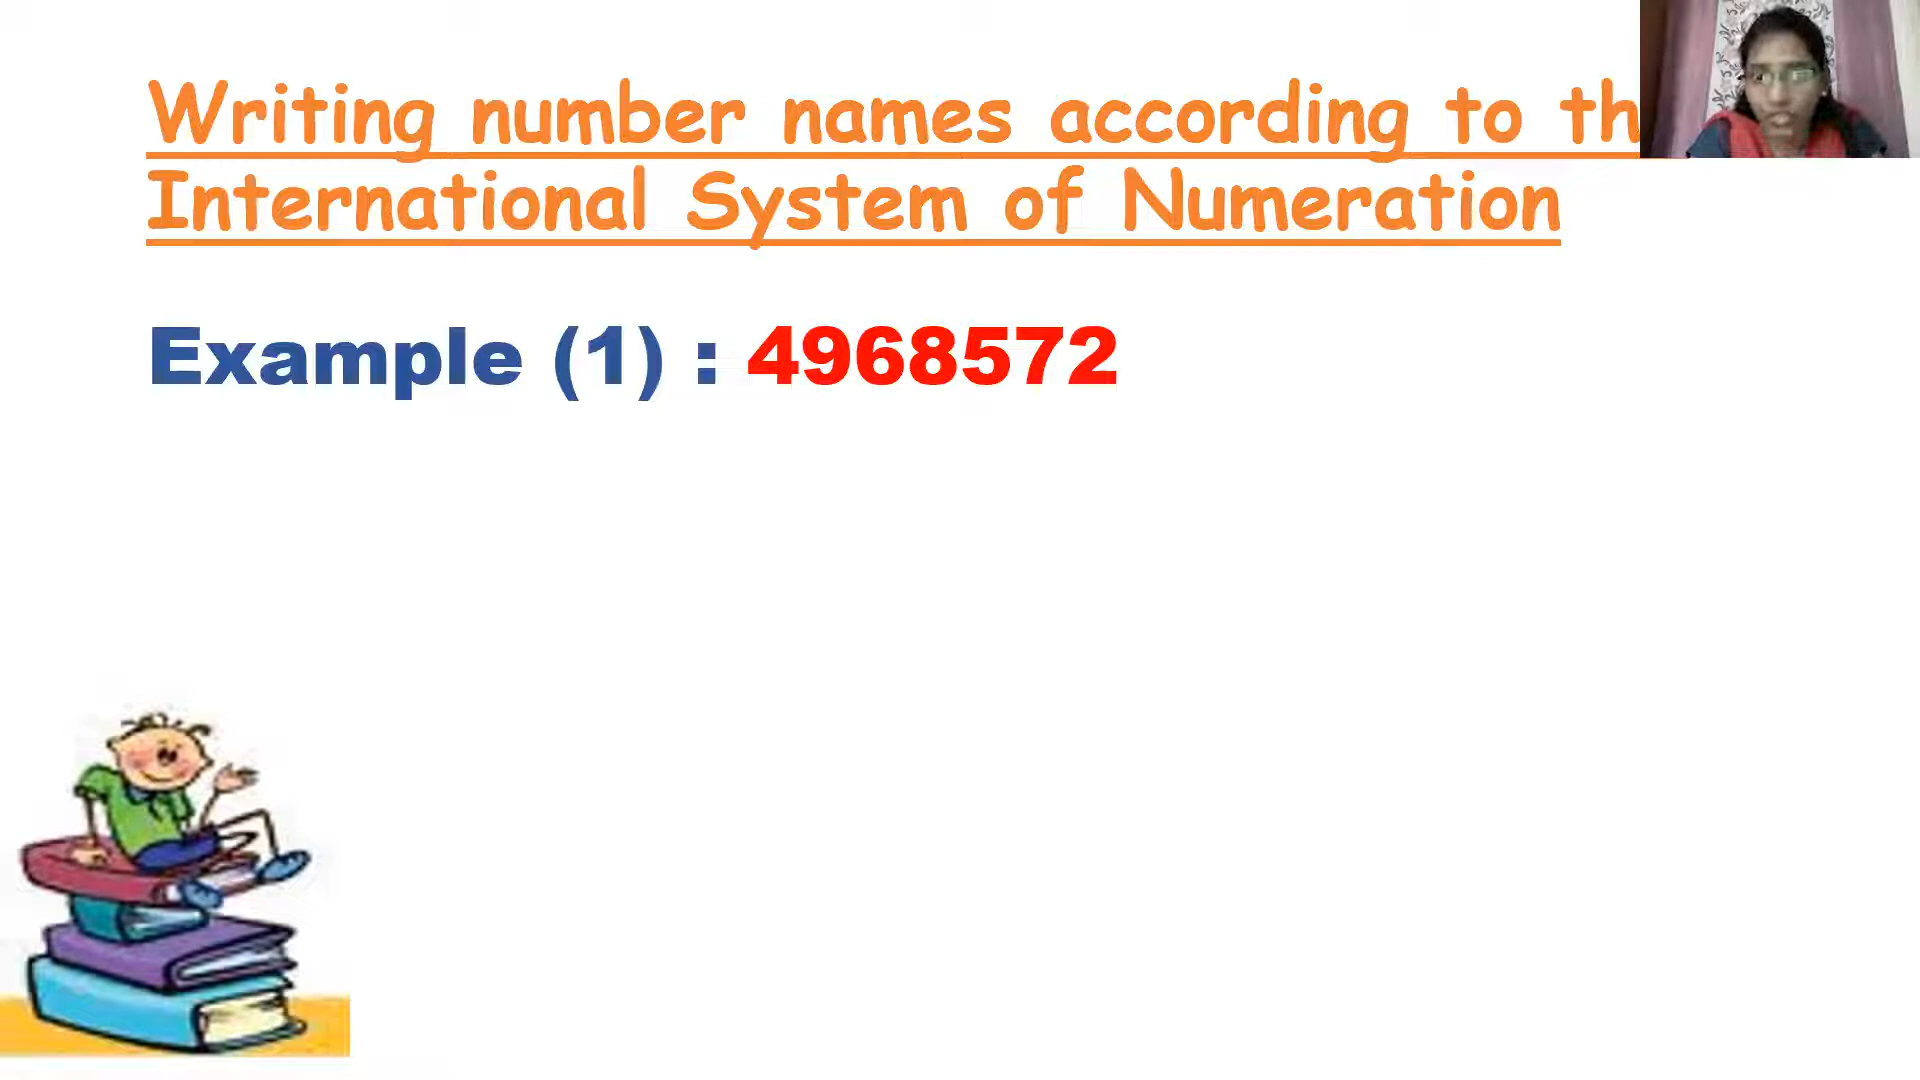 Writing number names according to th
International System of Numeration
Example (1) : 4968572